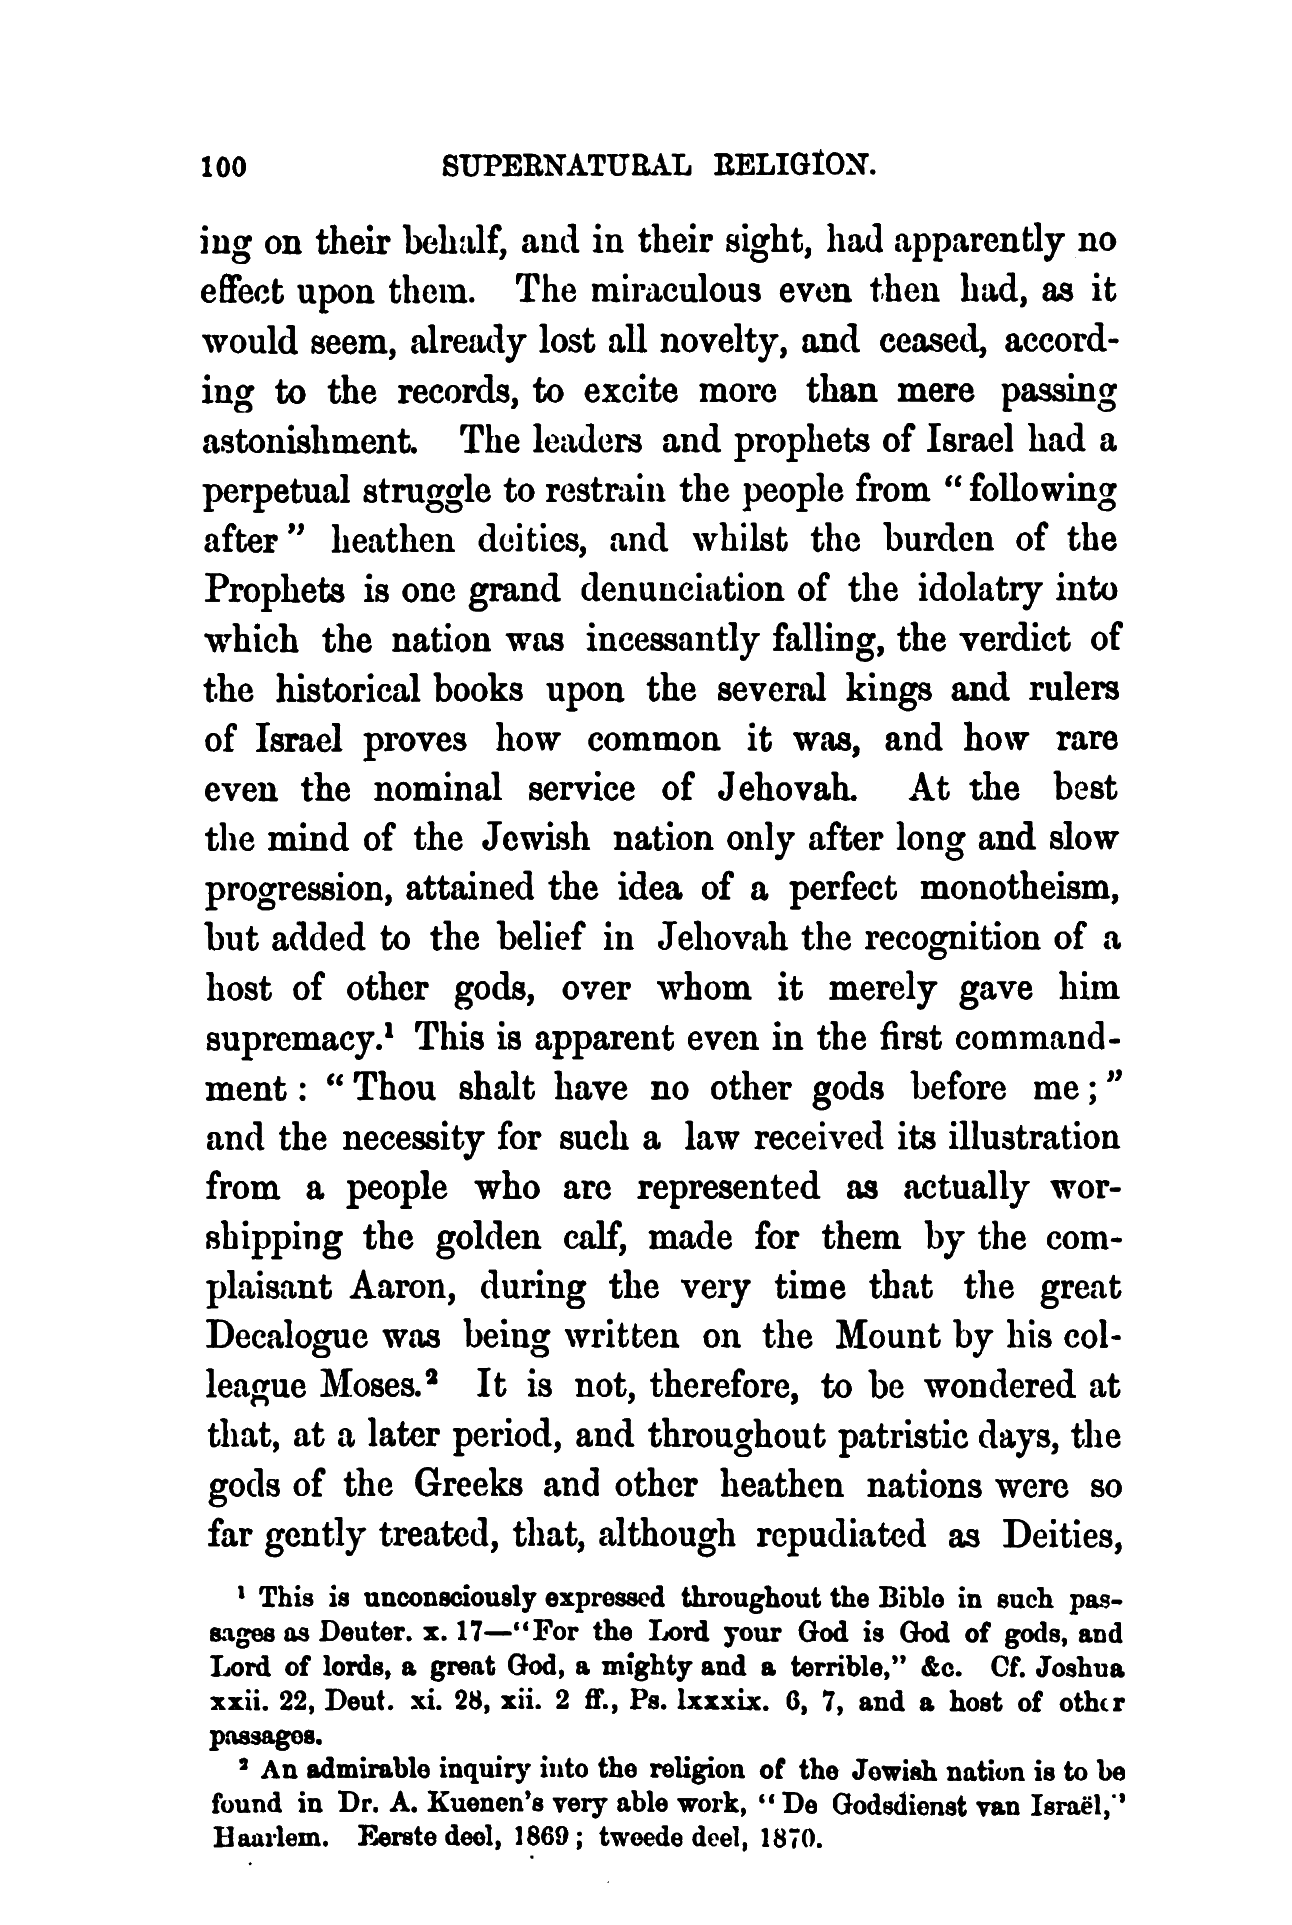 100 SUPERNATURAL RELIGION.
ing on their behalf, and in their sight, had apparently no
effect upon them. The miraculous even then had, as it
would seem, already lost all novelty, and ceased, accord-
ing to the records, to excite more than mere passing
astonishment. The leaders and prophets of Israel had a
perpetual struggle to restrain the people from “following
after” heathen deities, and whilst the burden of the
Prophets is one grand denunciation of the idolatry into
which the nation was incessantly falling, the verdict of
the historical books upon the several kings and rulers
of Israel proves how common it was, and how rare
even the nominal service of Jehovah. At the best
the mind of the Jewish nation only after long and slow
progression, attained the idea of a perfect monotheism,
but added to the belief in Jehovah the recognition of a
host of other gods, over whom it merely gave him
supremacy.¹ This is apparent even in the first command-
ment : “Thou shalt have no other gods before me ;”
and the necessity for such a law received its illustration
from a people who are represented as actually wor-
shipping the golden calf, made for them by the com-
plaisant Aaron, during the very time that the great
Decalogue was being written on the Mount by his col-
league Moses.² It is not, therefore, to be wondered at
that, at a later period, and throughout patristic days, the
gods of the Greeks and other heathen nations were so
far gently treated, that, although repudiated as Deities,
¹ This is unconsciously expressed throughout the Bible in such pas-
sages as Deuter. x. 17—“For the Lord your God is God of gods, and
Lord of lords, a great God, a mighty and a terrible,” &c. Cf. Joshua
xxii. 22, Deut. xi. 28, xii. 2 ff., Ps. lxxxix. 6, 7, and a host of other
passages.
² An admirable inquiry into the religion of the Jewish nation is to be
found in Dr. A. Kuenen's very able work, “De Godsdienst van Israël,”
Haarlem. Eerste deel, 1869 ; tweede deel, 1870.